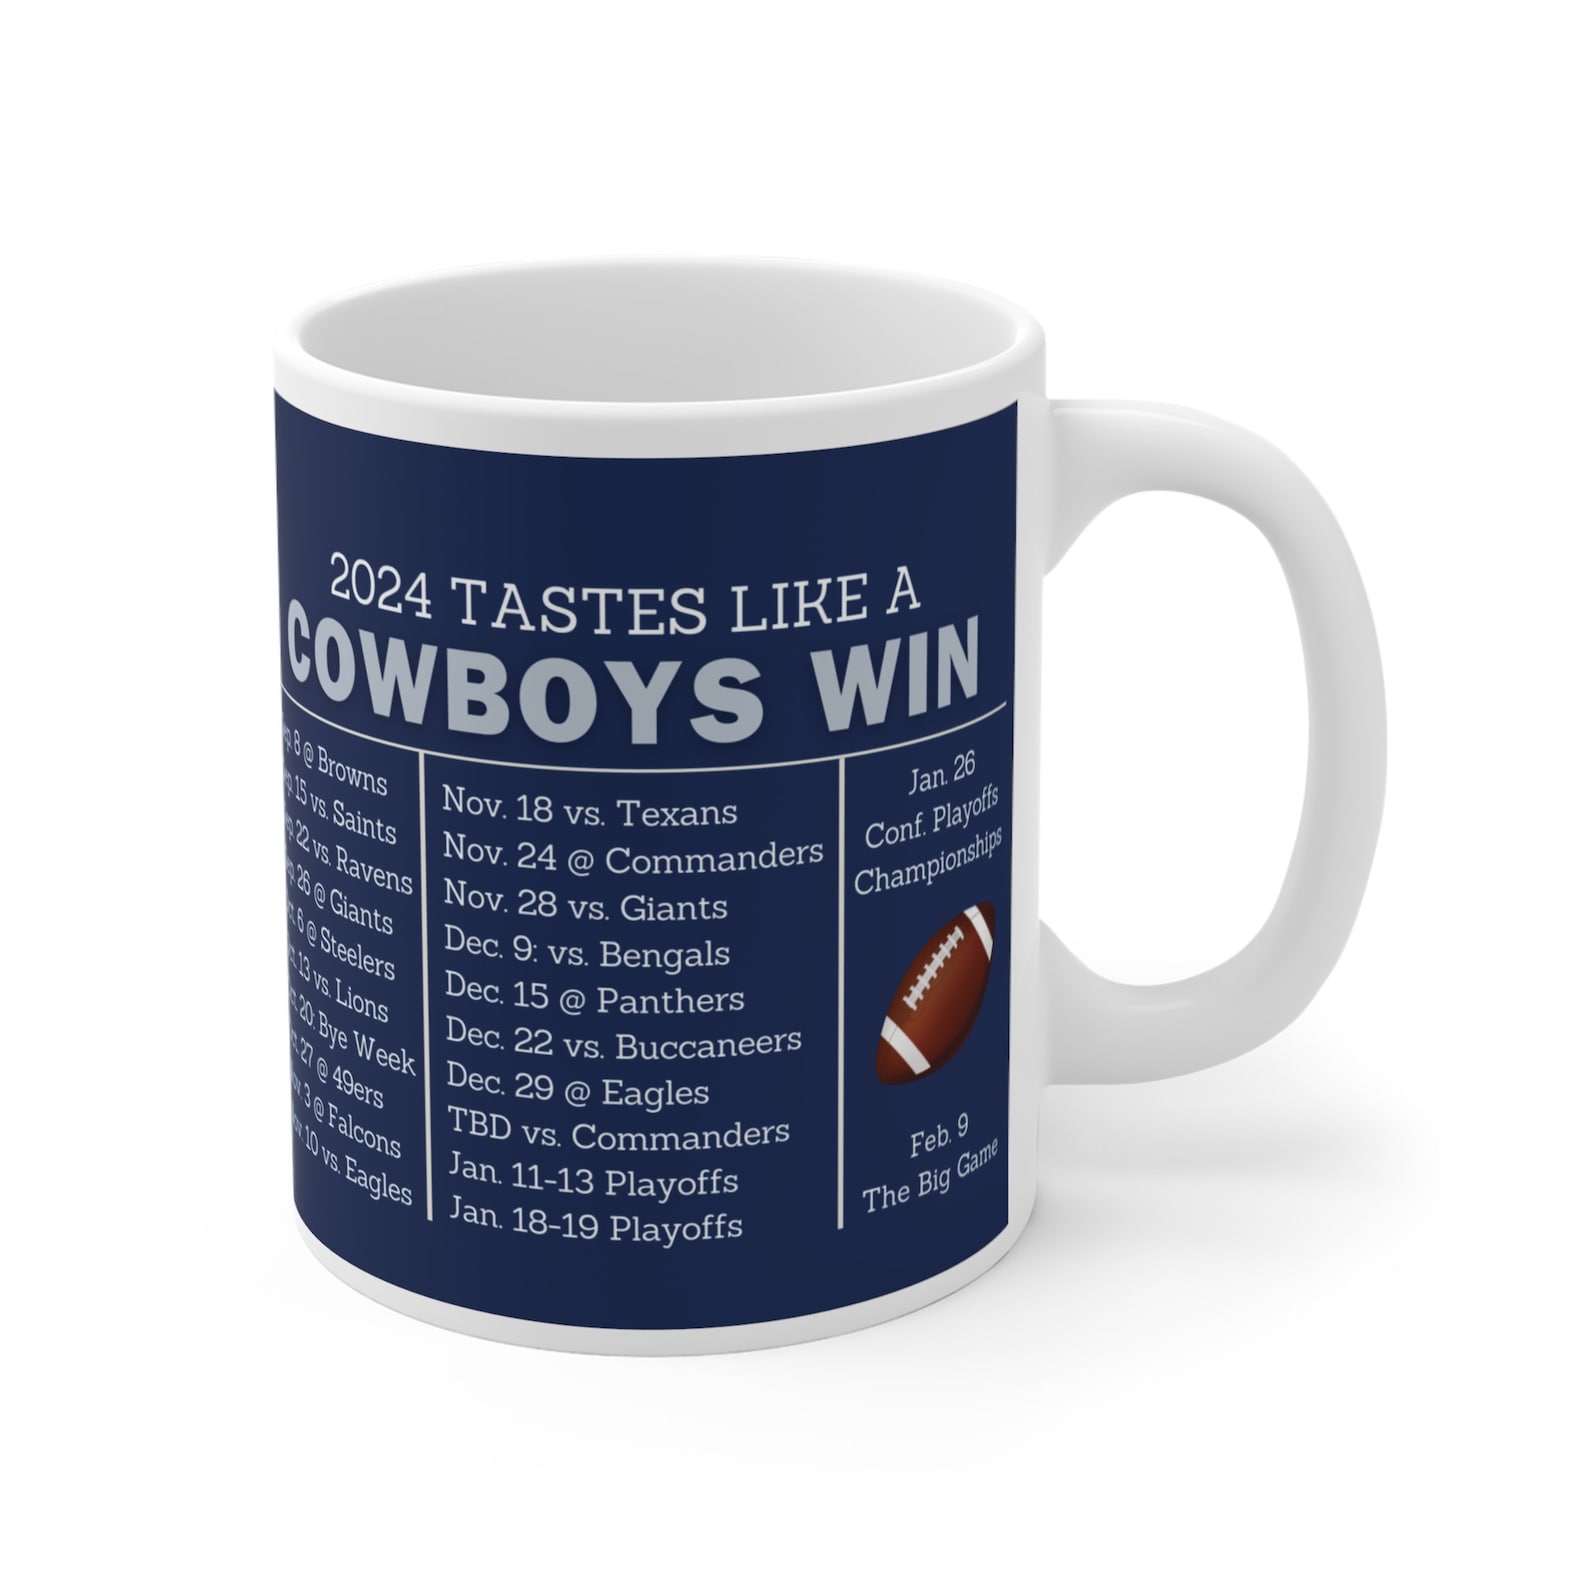 2024 TASTES LIKE A
COWBOYS WIN
8 @ Browns
15 vs. Saints
22 vs. Ravens
26 @ Giants
6 @ Steelers
13 vs. Lions
20: Bye Week
27 @ 49ers
3 @ Falcons
10 vs. Eagles
Nov. 18 vs. Texans
Nov. 24 @ Commanders
Nov. 28 vs. Giants
Dec. 9: vs. Bengals
Dec. 15 @ Panthers
Dec. 22 vs. Buccaneers
Dec. 29 @ Eagles
TBD vs. Commanders
Jan. 11-13 Playoffs
Jan. 18-19 Playoffs
Jan. 26
Conf. Playoffs
Championships
Feb. 9
The Big Game